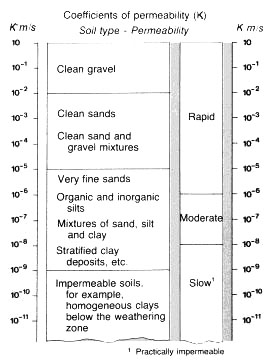 Coefficients of permeability (K)
K m/s Soil type - Permeability K m/s
10 10
10-1 Clean gravel 10-1
10-2 10-2
10-3 Clean sands Rapid 10-3
10-4 Clean sand and gravel mixtures 10-4
10-5 10-5
Very fine sands
10-6 Organic and inorganic silts 10-6
10-7 Mixtures of sand, silt and clay Moderate 10-7
10-8 Stratified clay deposits, etc. 10-8
10-9 Impermeable soils. Slow1 10-9
10-10 for example, homogeneous clays 10-10
10-11 below the weathering zone 10-11
1 Practically impermeable